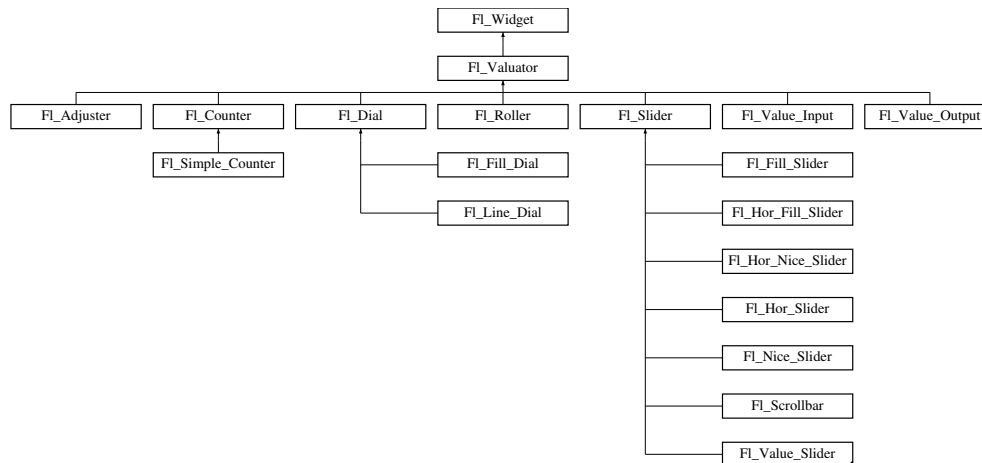 Fl_Widget
Fl_Valuator
Fl_Adjuster
Fl_Counter
Fl_Dial
Fl_Roller
Fl_Slider
Fl_Value_Input
Fl_Value_Output
Fl_Simple_Counter
Fl_Fill_Dial
Fl_Fill_Slider
Fl_Line_Dial
Fl_Hor_Fill_Slider
Fl_Hor_Nice_Slider
Fl_Hor_Slider
Fl_Nice_Slider
Fl_Scrollbar
Fl_Value_Slider